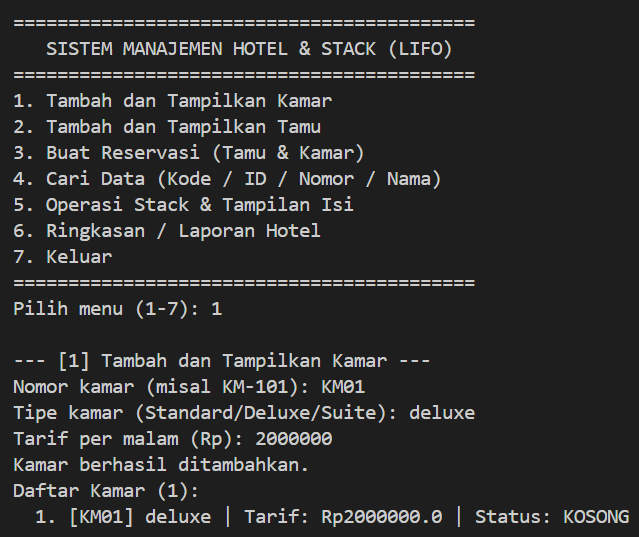 ==========================================
SISTEM MANAJEMEN HOTEL & STACK (LIFO)
==========================================
1. Tambah dan Tampilkan Kamar
2. Tambah dan Tampilkan Tamu
3. Buat Reservasi (Tamu & Kamar)
4. Cari Data (Kode / ID / Nomor / Nama)
5. Operasi Stack & Tampilan Isi
6. Ringkasan / Laporan Hotel
7. Keluar
==========================================
Pilih menu (1-7): 1

--- [1] Tambah dan Tampilkan Kamar ---
Nomor kamar (misal KM-101): KM01
Tipe kamar (Standard/Deluxe/Suite): deluxe
Tarif per malam (Rp): 2000000
Kamar berhasil ditambahkan.
Daftar Kamar (1):
1. [KM01] deluxe | Tarif: Rp2000000.0 | Status: KOSONG